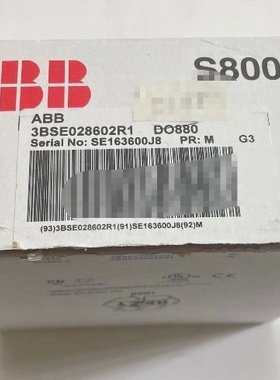 ABB S800
ABB
3BSE028602R1 DO880
Serial No: SE163600J8 PR: M G3
(93)3BSE028602R1(91)SE163600J8(92)M